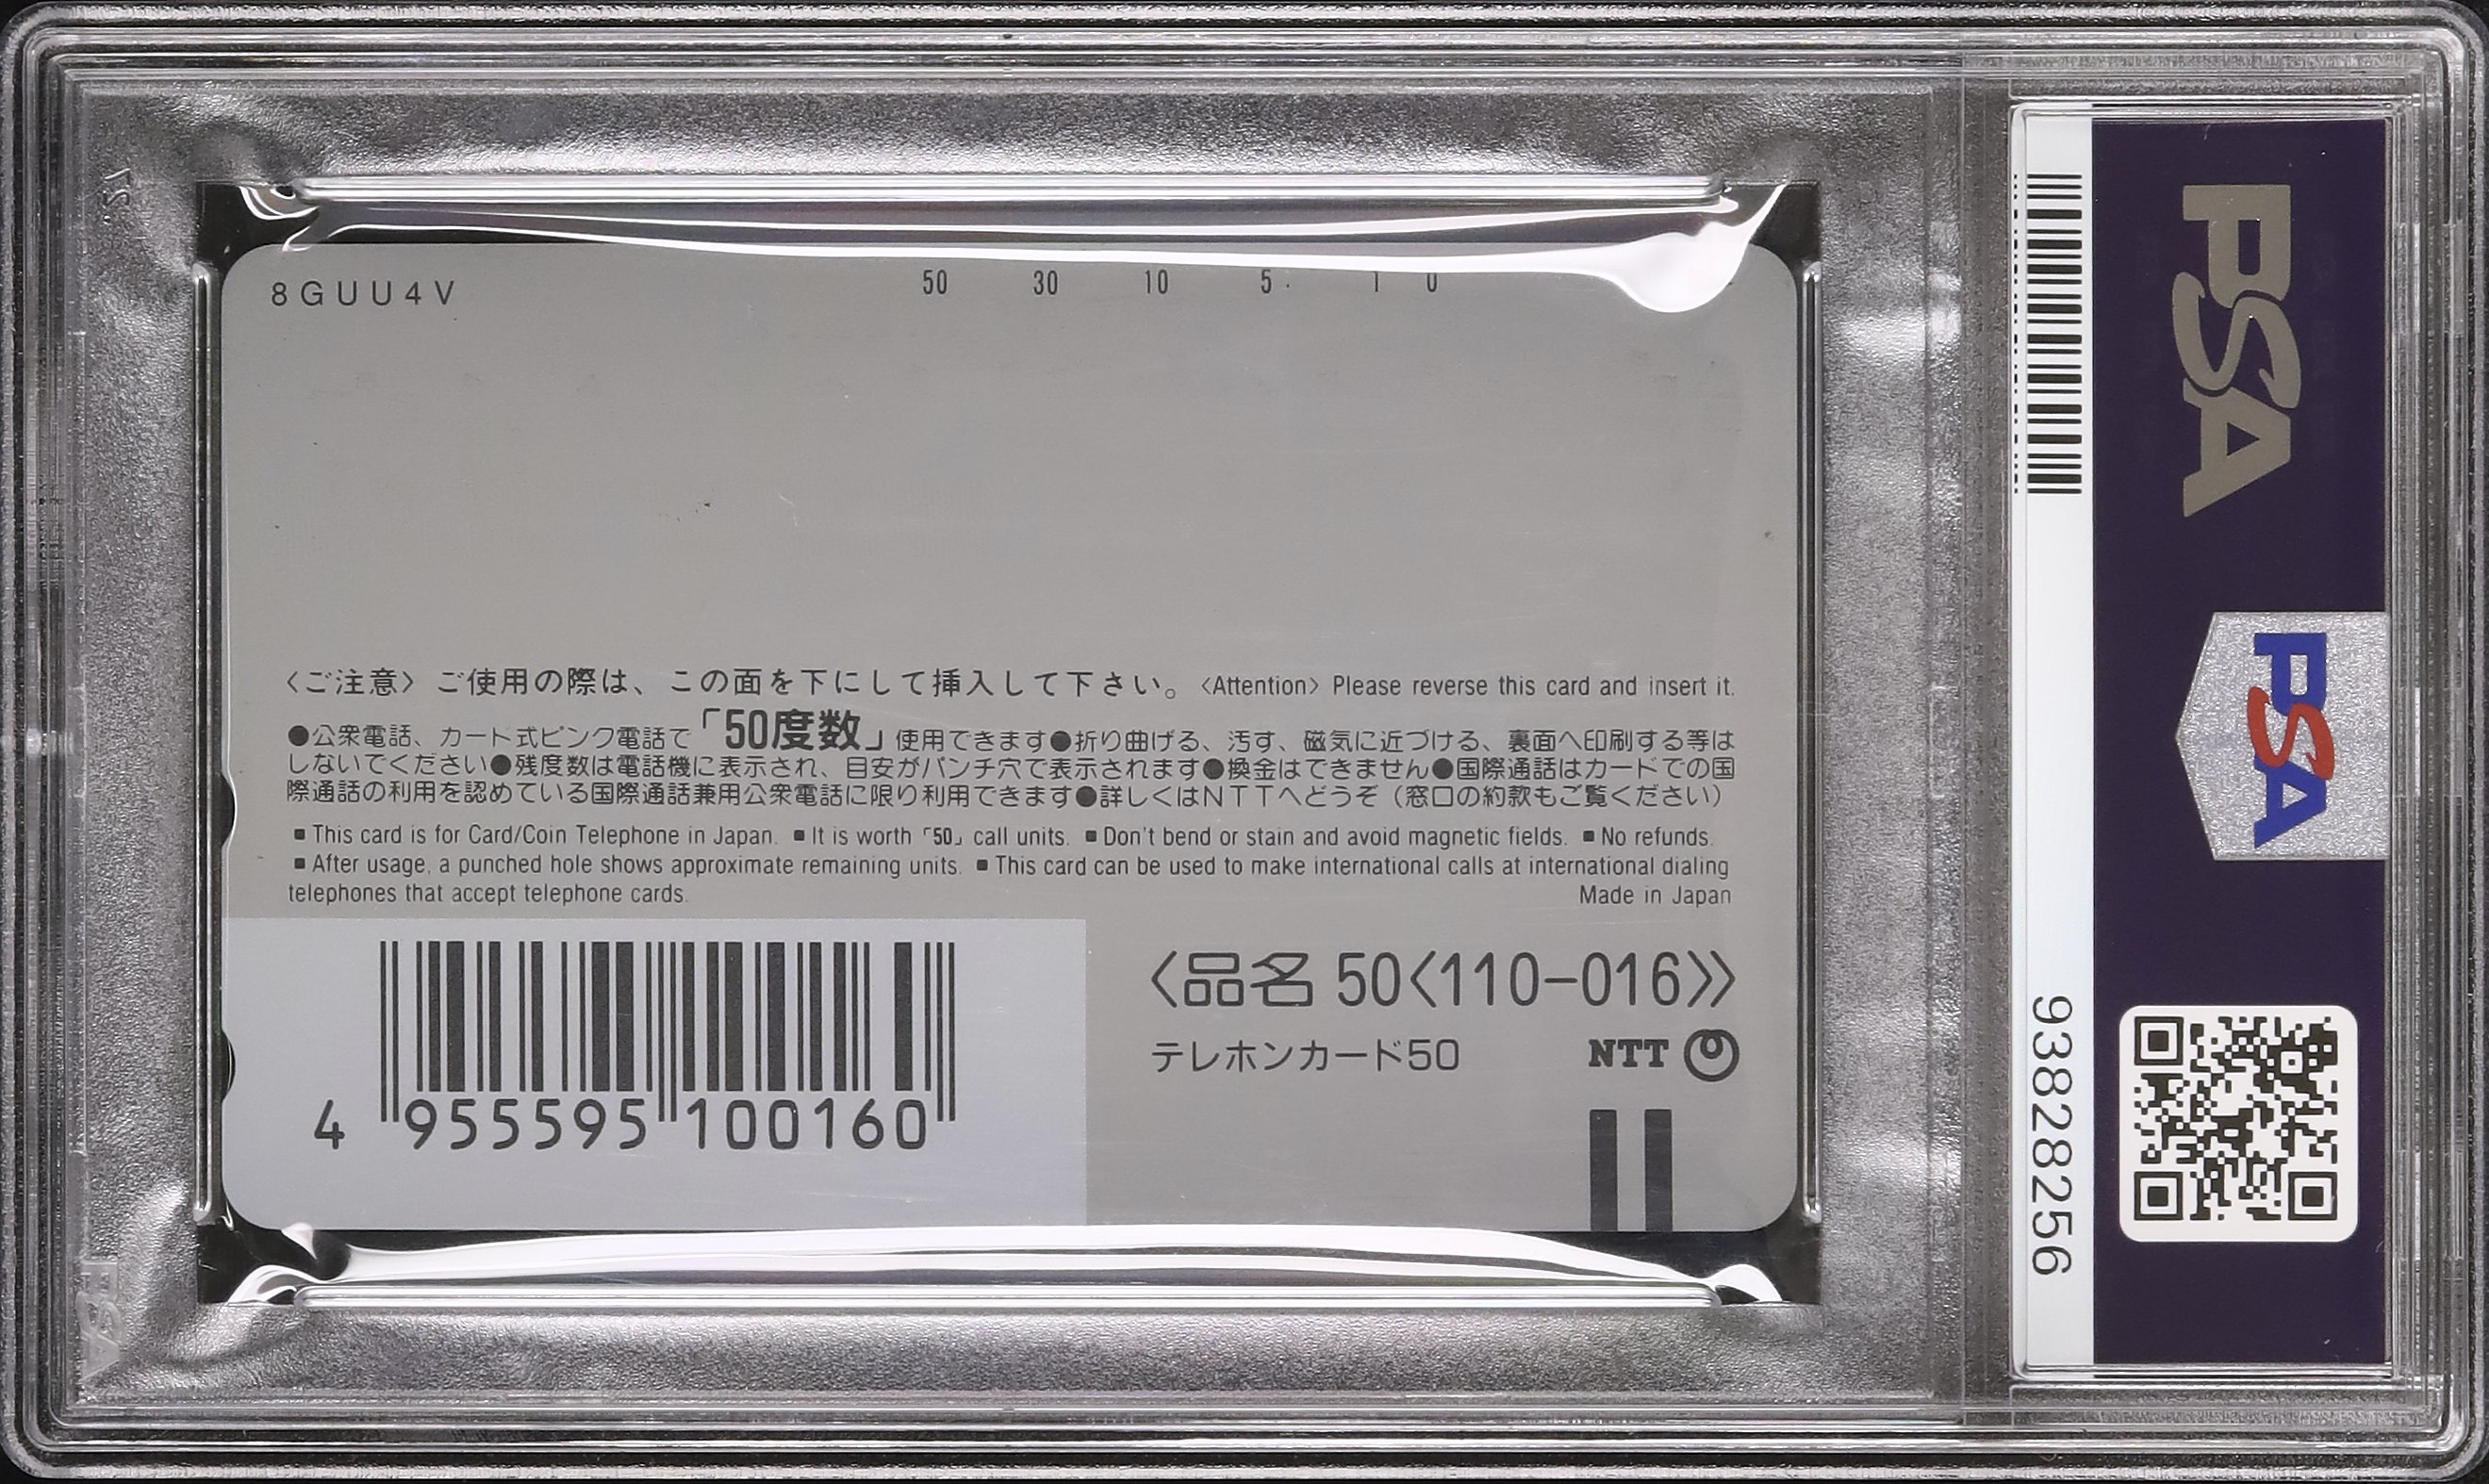 8GUU4V
50 30 10 5 1 0
〈ご注意〉ご使用の際は、この面を下にして挿入して下さい。〈Attention〉Please reverse this card and insert it.
●公衆電話、カード式ピンク電話で「50度数」使用できます●折り曲げる、汚す、磁気に近づける、裏面へ印刷する等は
しないでください●残度数は電話機に表示され、目安がパンチ穴で表示されます●換金はできません●国際通話はカードでの国
際通話の利用を認めている国際通話兼用公衆電話に限り利用できます●詳しくはNTTへどうぞ（窓口の約款もご覧ください）
▪This card is for Card/Coin Telephone in Japan. ▪It is worth「50」call units. ▪Don't bend or stain and avoid magnetic fields. ▪No refunds.
▪After usage, a punched hole shows approximate remaining units. ▪This card can be used to make international calls at international dialing
telephones that accept telephone cards. Made in Japan
〈品名 50〈110-016〉〉
テレホンカード50 NTT
4 955595 100160
PSA
PSA
93828256